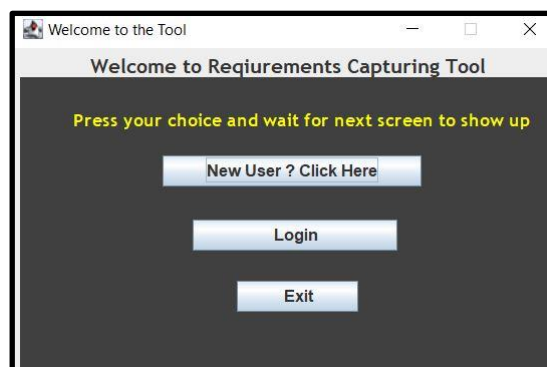 Welcome to the Tool
Welcome to Reqiurements Capturing Tool
Press your choice and wait for next screen to show up
New User ? Click Here
Login
Exit